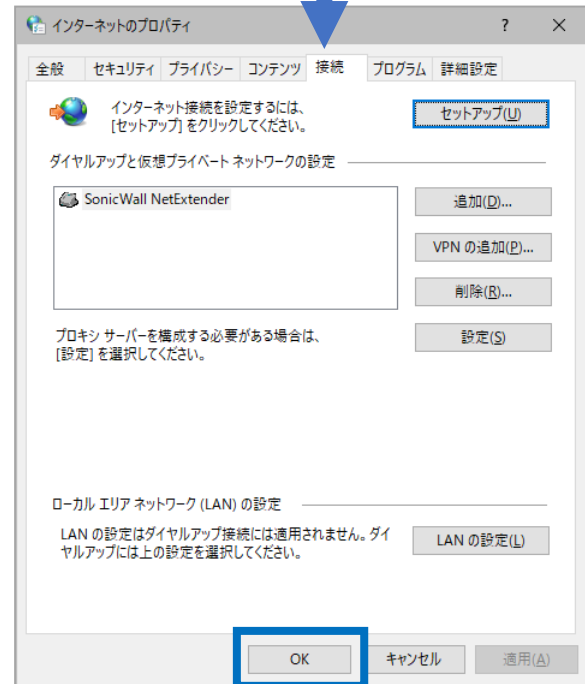 インターネットのプロパティ ? ×
全般 セキュリティ プライバシー コンテンツ 接続 プログラム 詳細設定
インターネット接続を設定するには、
[セットアップ] をクリックしてください。
セットアップ(U)
ダイヤルアップと仮想プライベート ネットワークの設定
SonicWall NetExtender
追加(D)...
VPN の追加(P)...
削除(R)...
プロキシ サーバーを構成する必要がある場合は、
[設定] を選択してください。
設定(S)
ローカル エリア ネットワーク (LAN) の設定
LAN の設定はダイヤルアップ接続には適用されません。ダイ
ヤルアップには上の設定を選択してください。
LAN の設定(L)
OK キャンセル 適用(A)